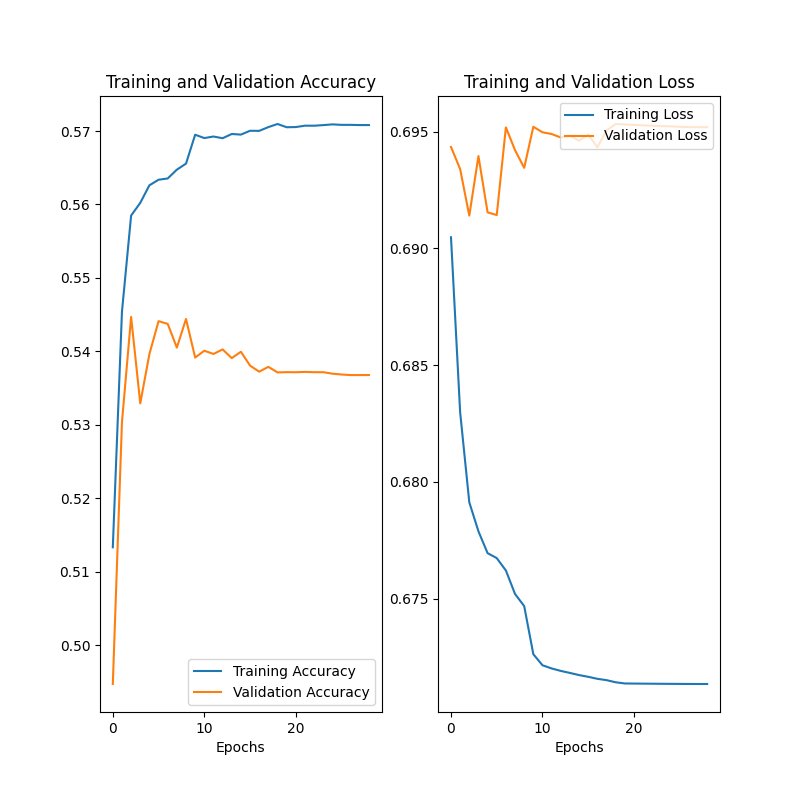 Training and Validation Accuracy
0.57
0.56
0.55
0.54
0.53
0.52
0.51
0.50
Training Accuracy
Validation Accuracy
0 10 20
Epochs
Training and Validation Loss
Training Loss
Validation Loss
0.695
0.690
0.685
0.680
0.675
0 10 20
Epochs